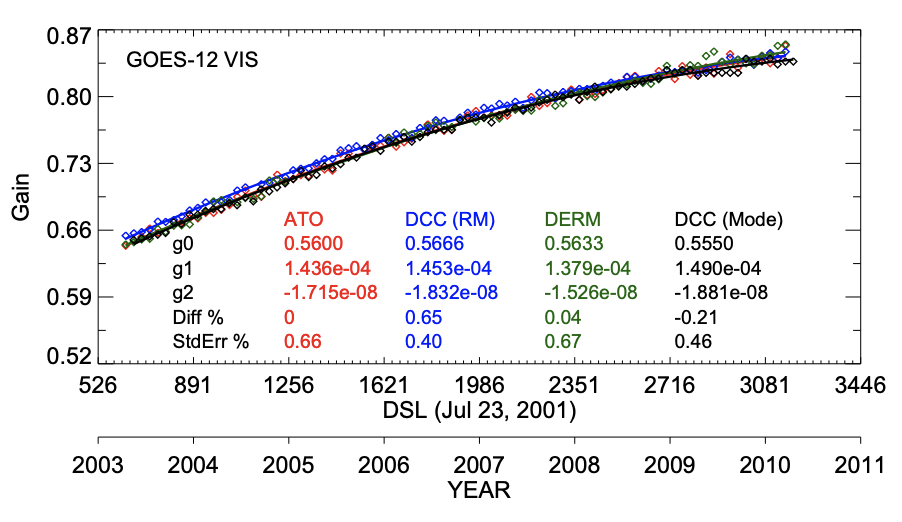 0.87
GOES-12 VIS
0.80
0.73
Gain
0.66
0.59
0.52
ATO DCC (RM) DERM DCC (Mode)
g0 0.5600 0.5666 0.5633 0.5550
g1 1.436e-04 1.453e-04 1.379e-04 1.490e-04
g2 -1.715e-08 -1.832e-08 -1.526e-08 -1.881e-08
Diff % 0 0.65 0.04 -0.21
StdErr % 0.66 0.40 0.67 0.46
526 891 1256 1621 1986 2351 2716 3081 3446
DSL (Jul 23, 2001)
2003 2004 2005 2006 2007 2008 2009 2010 2011
YEAR